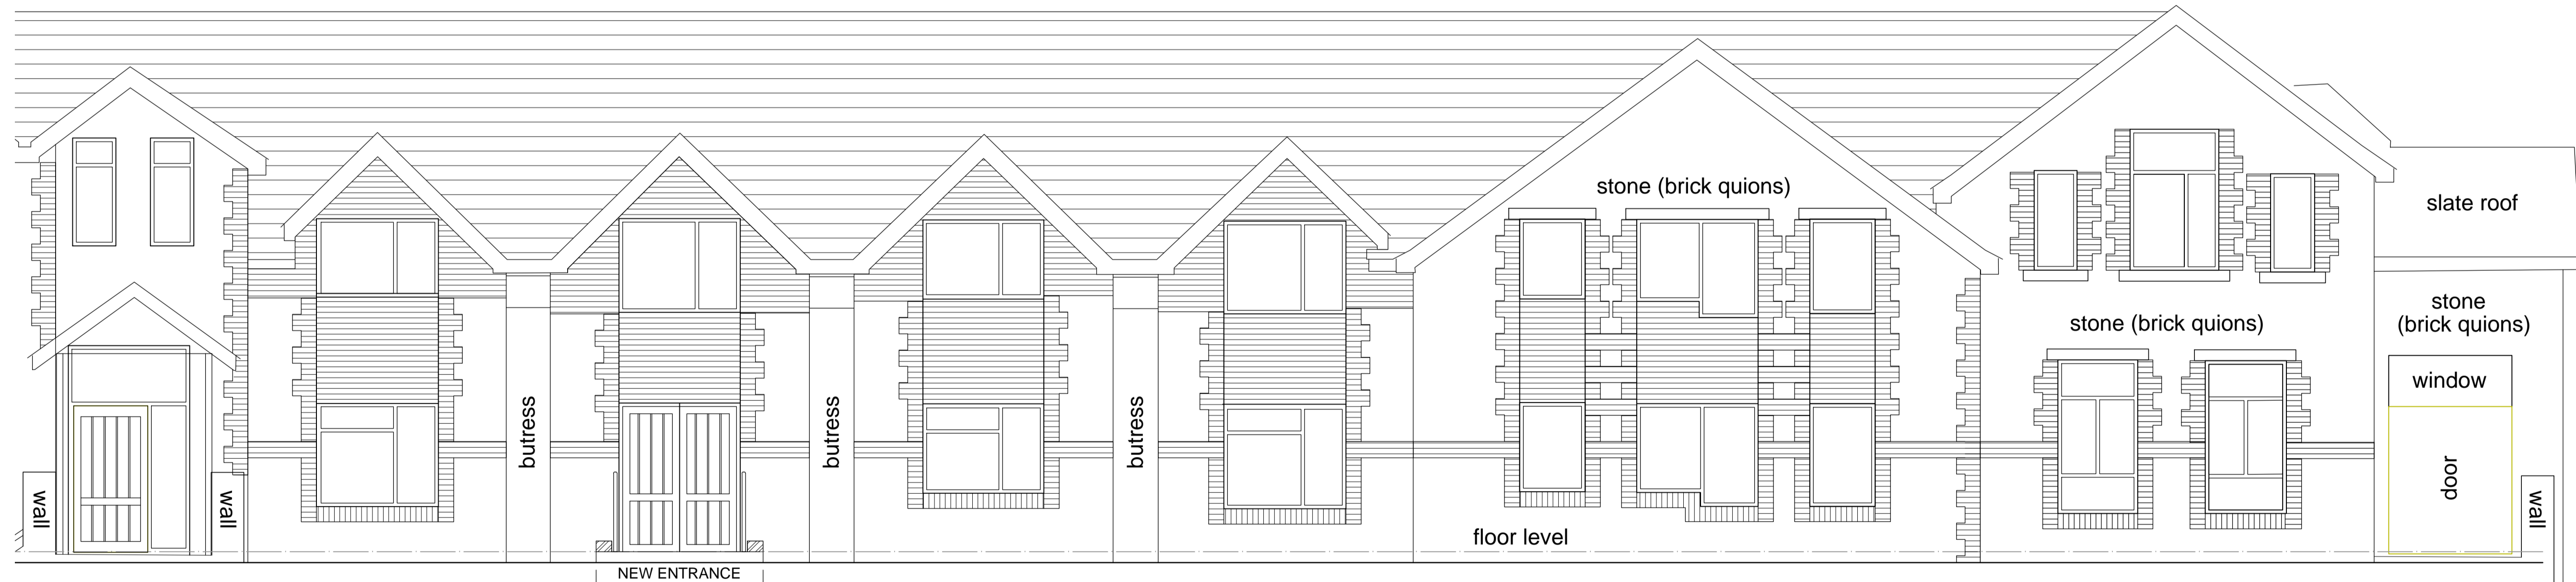 stone (brick quions)
slate roof
stone
(brick quions)
stone (brick quions)
window
butress
butress
butress
door
wall
wall
wall
floor level
NEW ENTRANCE